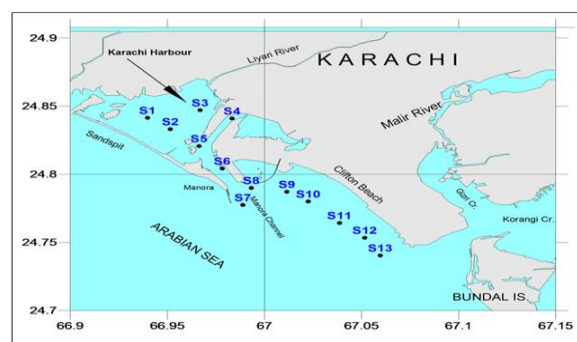 24.9
24.85
24.8
24.75
24.7
66.9
66.95
67
67.05
67.1
67.15
Karachi Harbour
Liyari River
KARACHI
Malir River
S1
S2
S3
S4
S5
S6
S7
S8
S9
S10
S11
S12
S13
Sandspit
Manora
Manora Channel
Clifton Beach
Gizri Cr.
Korangi Cr.
ARABIAN SEA
BUNDAL IS.